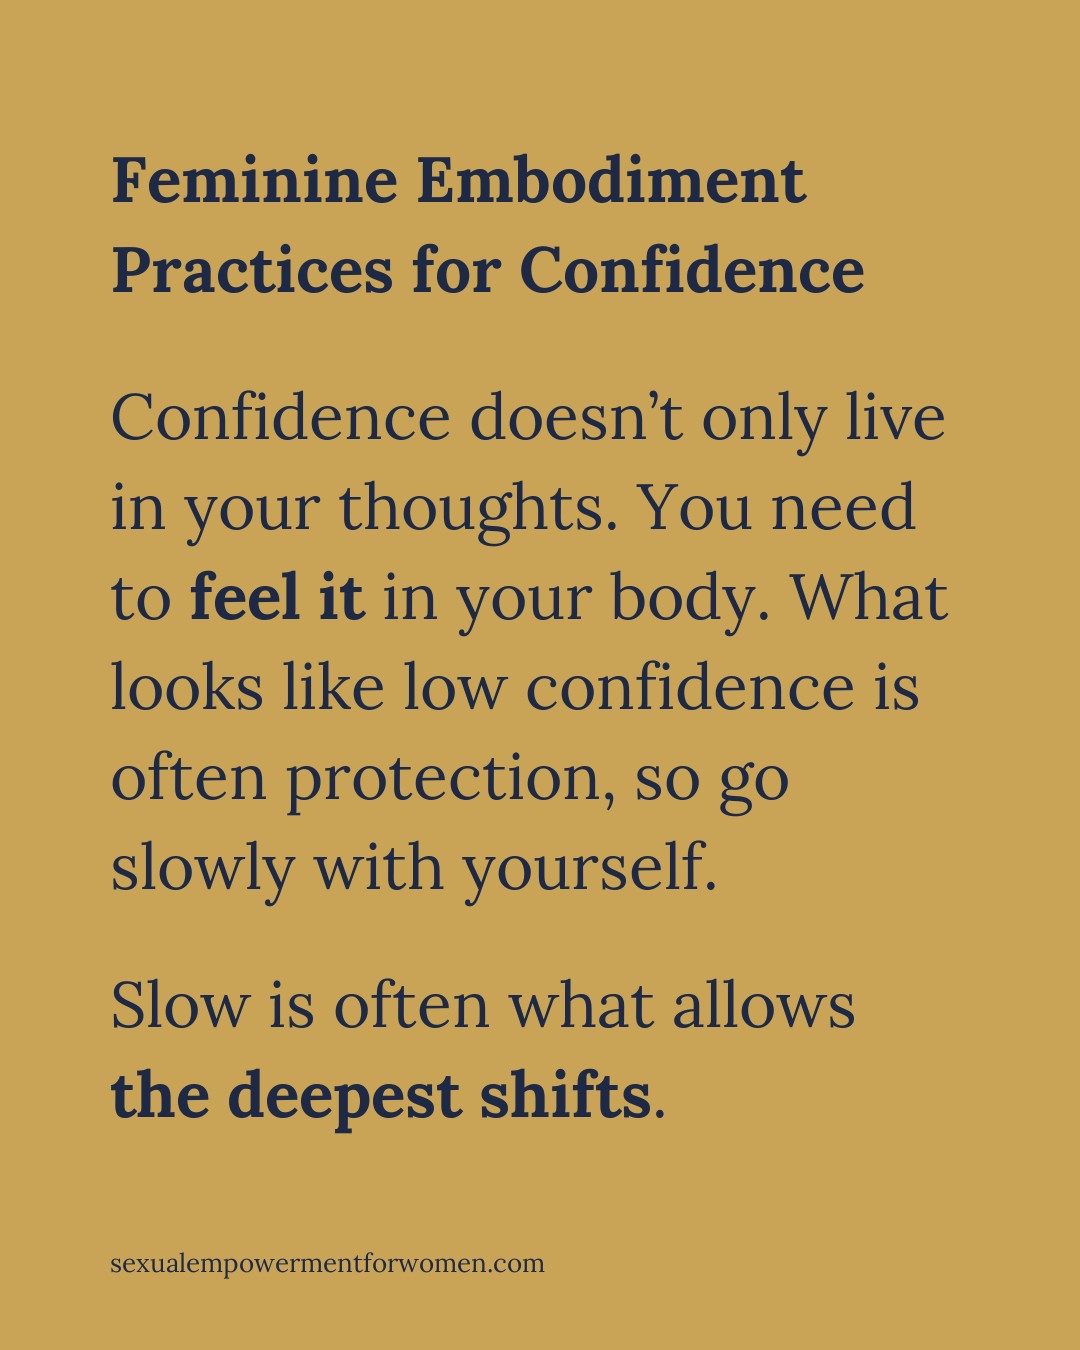 Feminine Embodiment
Practices for Confidence
Confidence doesn’t only live
in your thoughts. You need
to feel it in your body. What
looks like low confidence is
often protection, so go
slowly with yourself.
Slow is often what allows
the deepest shifts.
sexualempowermentforwomen.com